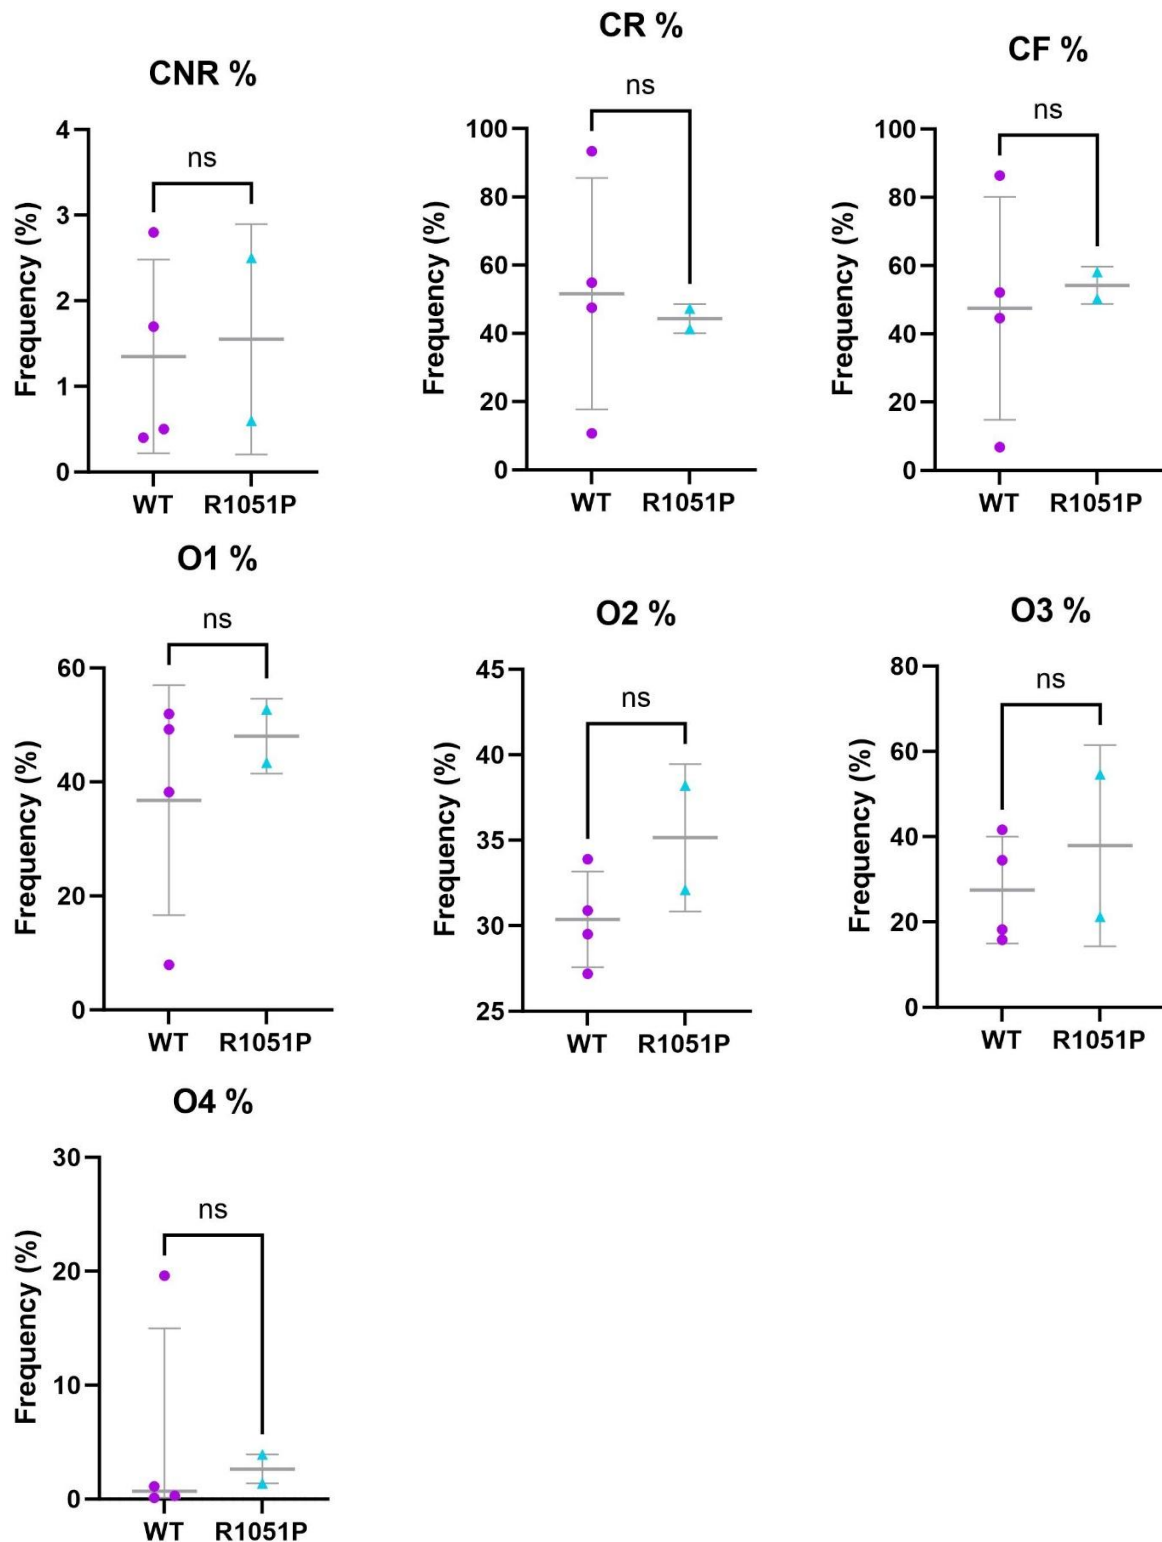 CNR %
ns
4
3
2
1
0
Frequency (%)
WT R1051P
CR %
ns
100
80
60
40
20
0
Frequency (%)
WT R1051P
CF %
ns
100
80
60
40
20
0
Frequency (%)
WT R1051P
O1 %
ns
60
40
20
0
Frequency (%)
WT R1051P
O2 %
ns
45
40
35
30
25
Frequency (%)
WT R1051P
O3 %
ns
80
60
40
20
0
Frequency (%)
WT R1051P
O4 %
ns
30
20
10
0
Frequency (%)
WT R1051P